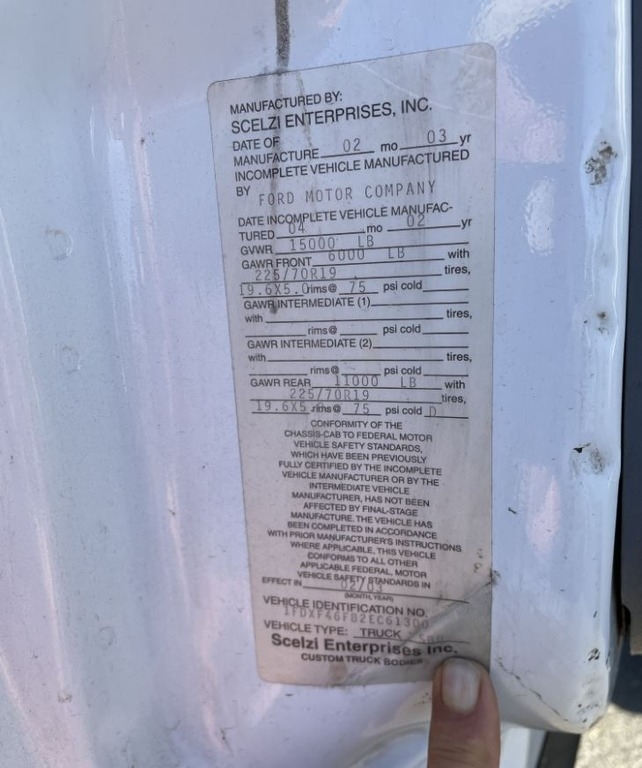 MANUFACTURED BY:
SCELZI ENTERPRISES, INC.
DATE OF
MANUFACTURE 02 mo 03 yr
INCOMPLETE VEHICLE MANUFACTURED
BY FORD MOTOR COMPANY
DATE INCOMPLETE VEHICLE MANUFAC-
TURED 04 mo 02 yr
GVWR 15000 LB
GAWR FRONT 6000 LB with
225/70R19 tires,
19.6X5.0 rims@ 75 psi cold
GAWR INTERMEDIATE (1)
with tires,
rims@ psi cold
GAWR INTERMEDIATE (2)
with tires,
rims@ psi cold
GAWR REAR 11000 LB with
225/70R19 tires,
19.6X5 rims@ 75 psi cold D
CONFORMITY OF THE
CHASSIS-CAB TO FEDERAL MOTOR
VEHICLE SAFETY STANDARDS,
WHICH HAVE BEEN PREVIOUSLY
FULLY CERTIFIED BY THE INCOMPLETE
VEHICLE MANUFACTURER OR BY THE
INTERMEDIATE VEHICLE
MANUFACTURER, HAS NOT BEEN
AFFECTED BY FINAL-STAGE
MANUFACTURE. THE VEHICLE HAS
BEEN COMPLETED IN ACCORDANCE
WITH PRIOR MANUFACTURER'S INSTRUCTIONS
WHERE APPLICABLE, THIS VEHICLE
CONFORMS TO ALL OTHER
APPLICABLE FEDERAL, MOTOR
VEHICLE SAFETY STANDARDS IN
EFFECT IN 02/03
(MONTH, YEAR)
VEHICLE IDENTIFICATION NO.
VEHICLE TYPE: TRUCK
Scelzi Enterprises Inc.
CUSTOM TRUCK BODIES